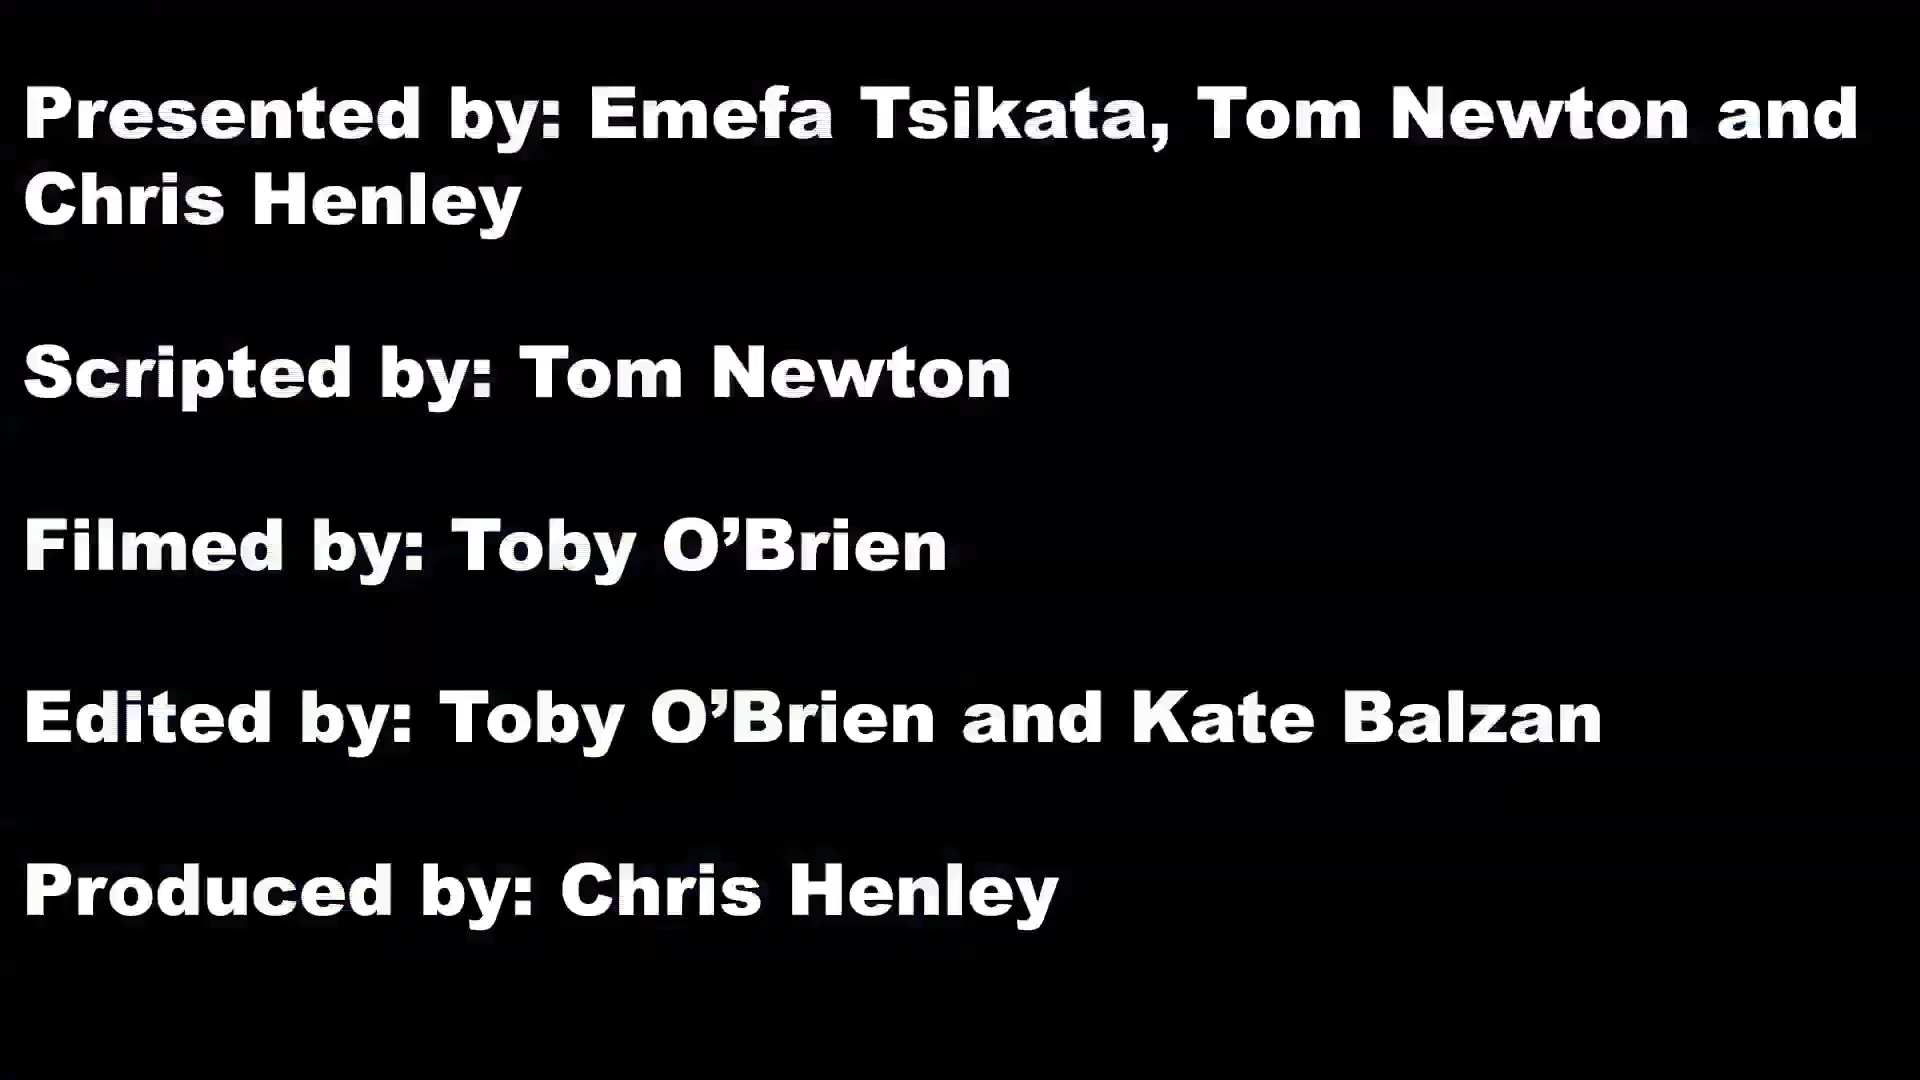 Presented by: Emefa Tsikata, Tom Newton and
Chris Henley
Scripted by: Tom Newton
Filmed by: Toby O’Brien
Edited by: Toby O’Brien and Kate Balzan
Produced by: Chris Henley